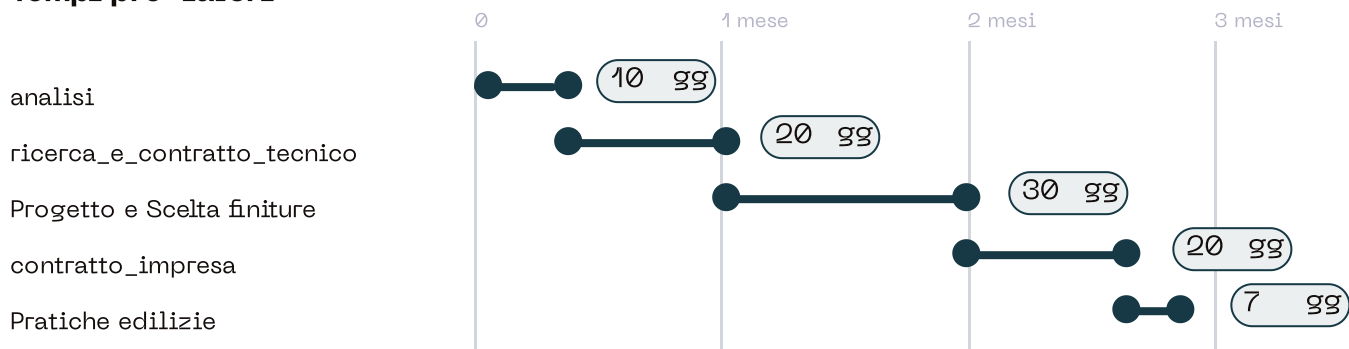 0 1 mese 2 mesi 3 mesi
analisi 10 gg
ricerca_e_contratto_tecnico 20 gg
Progetto e Scelta finiture 30 gg
contratto_impresa 20 gg
Pratiche edilizie 7 gg